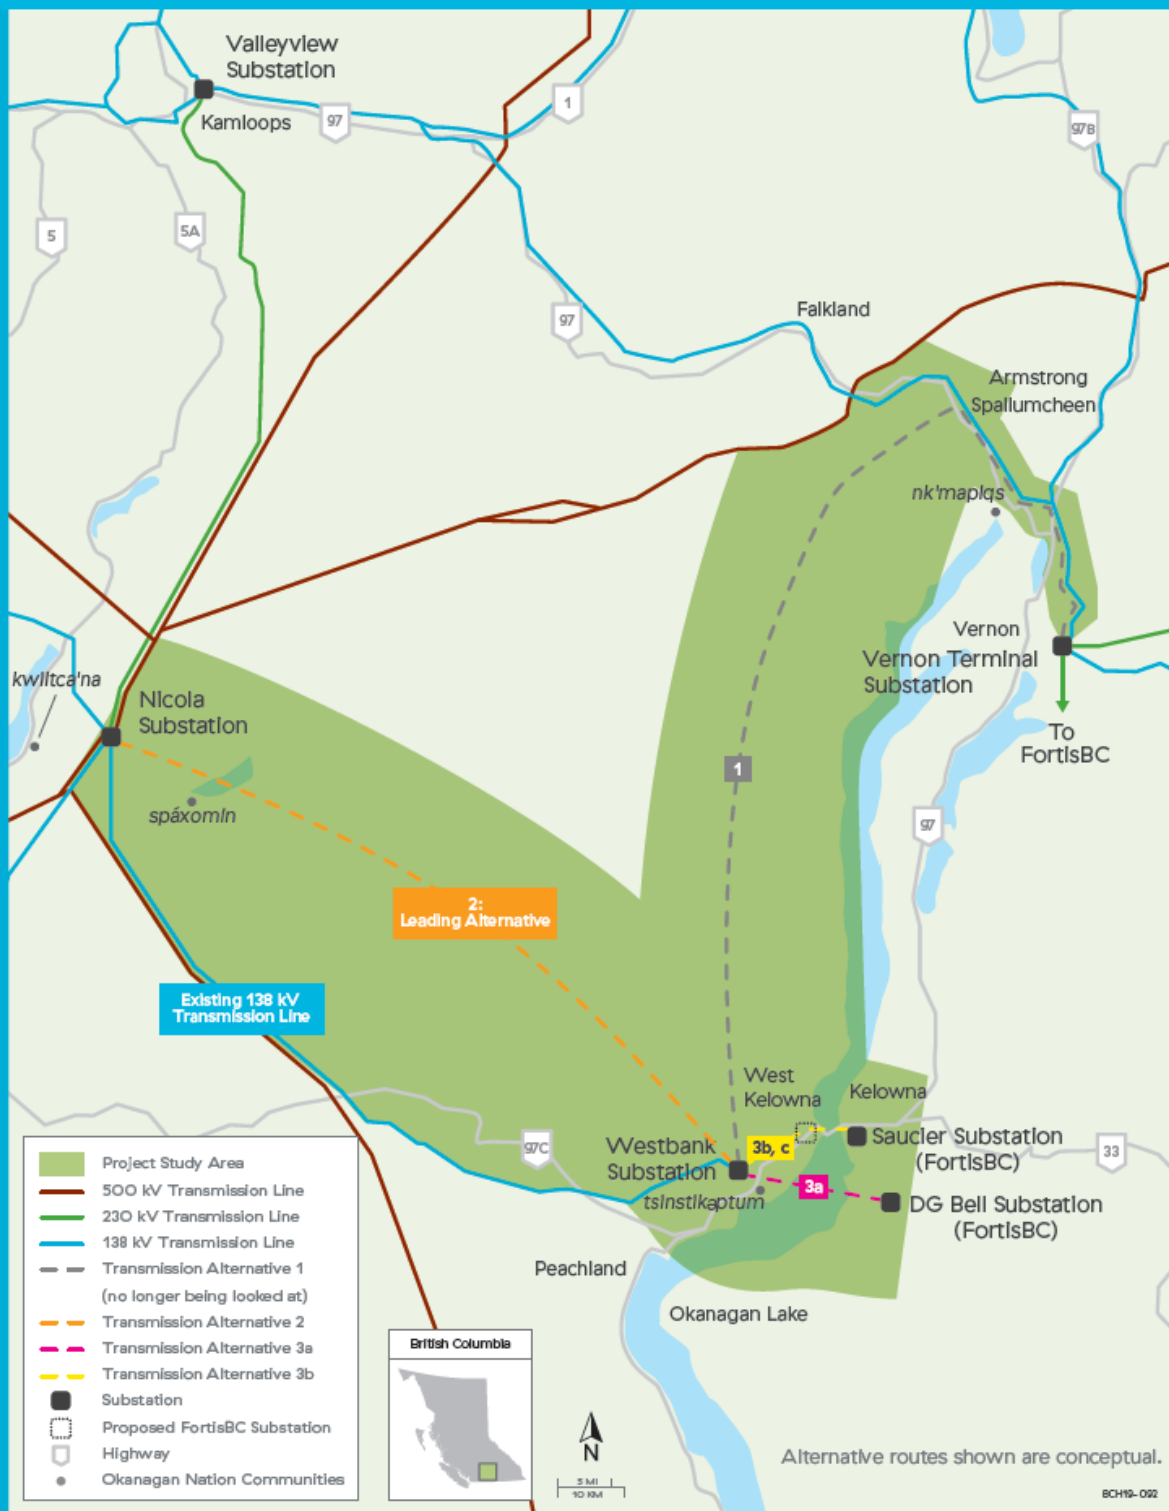 Valleyview
Substation
Kamloops
97
1
97B
5
5A
97
Falkland
Armstrong
Spallumcheen
nk'maplqs
kwlltca'na
Nicola
Substation
spáxomln
Vernon
Vernon Terminal
Substation
To
FortisBC
1
97
2:
Leading Alternative
Existing 138 kV
Transmission Line
West
Kelowna
Kelowna
97C
Westbank
Substation
3b, c
Saucier Substation
(FortisBC)
33
tslnstlkeptum
3a
DG Bell Substation
(FortisBC)
Peachland
Okanagan Lake
Project Study Area
500 kV Transmission Line
230 kV Transmission Line
138 kV Transmission Line
Transmission Alternative 1
(no longer being looked at)
Transmission Alternative 2
Transmission Alternative 3a
Transmission Alternative 3b
Substation
Proposed FortisBC Substation
Highway
Okanagan Nation Communities
British Columbia
N
5 MI
10 KM
Alternative routes shown are conceptual.
BCH19-092